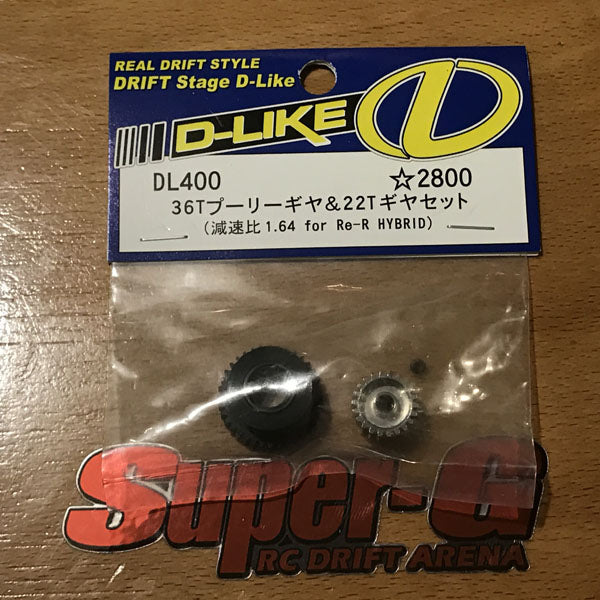 REAL DRIFT STYLE
DRIFT Stage D-Like
D-LIKE
DL400 ☆2800
36Tプーリーギヤ&22Tギヤセット
(減速比1.64 for Re-R HYBRID)
Super-G
RC DRIFT ARENA